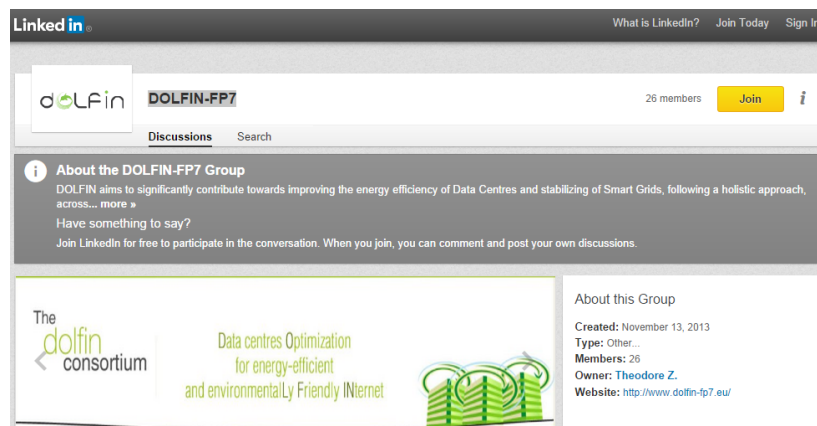 Linked in ®
What is LinkedIn? Join Today Sign In
dOLFin
DOLFIN-FP7
26 members Join i
Discussions Search
i About the DOLFIN-FP7 Group
DOLFIN aims to significantly contribute towards improving the energy efficiency of Data Centres and stabilizing of Smart Grids, following a holistic approach,
across... more »
Have something to say?
Join LinkedIn for free to participate in the conversation. When you join, you can comment and post your own discussions.
The
dolfin
consortium
Data centres Optimization
for energy-efficient
and environmentalLy Friendly INternet
About this Group
Created: November 13, 2013
Type: Other...
Members: 26
Owner: Theodore Z.
Website: http://www.dolfin-fp7.eu/